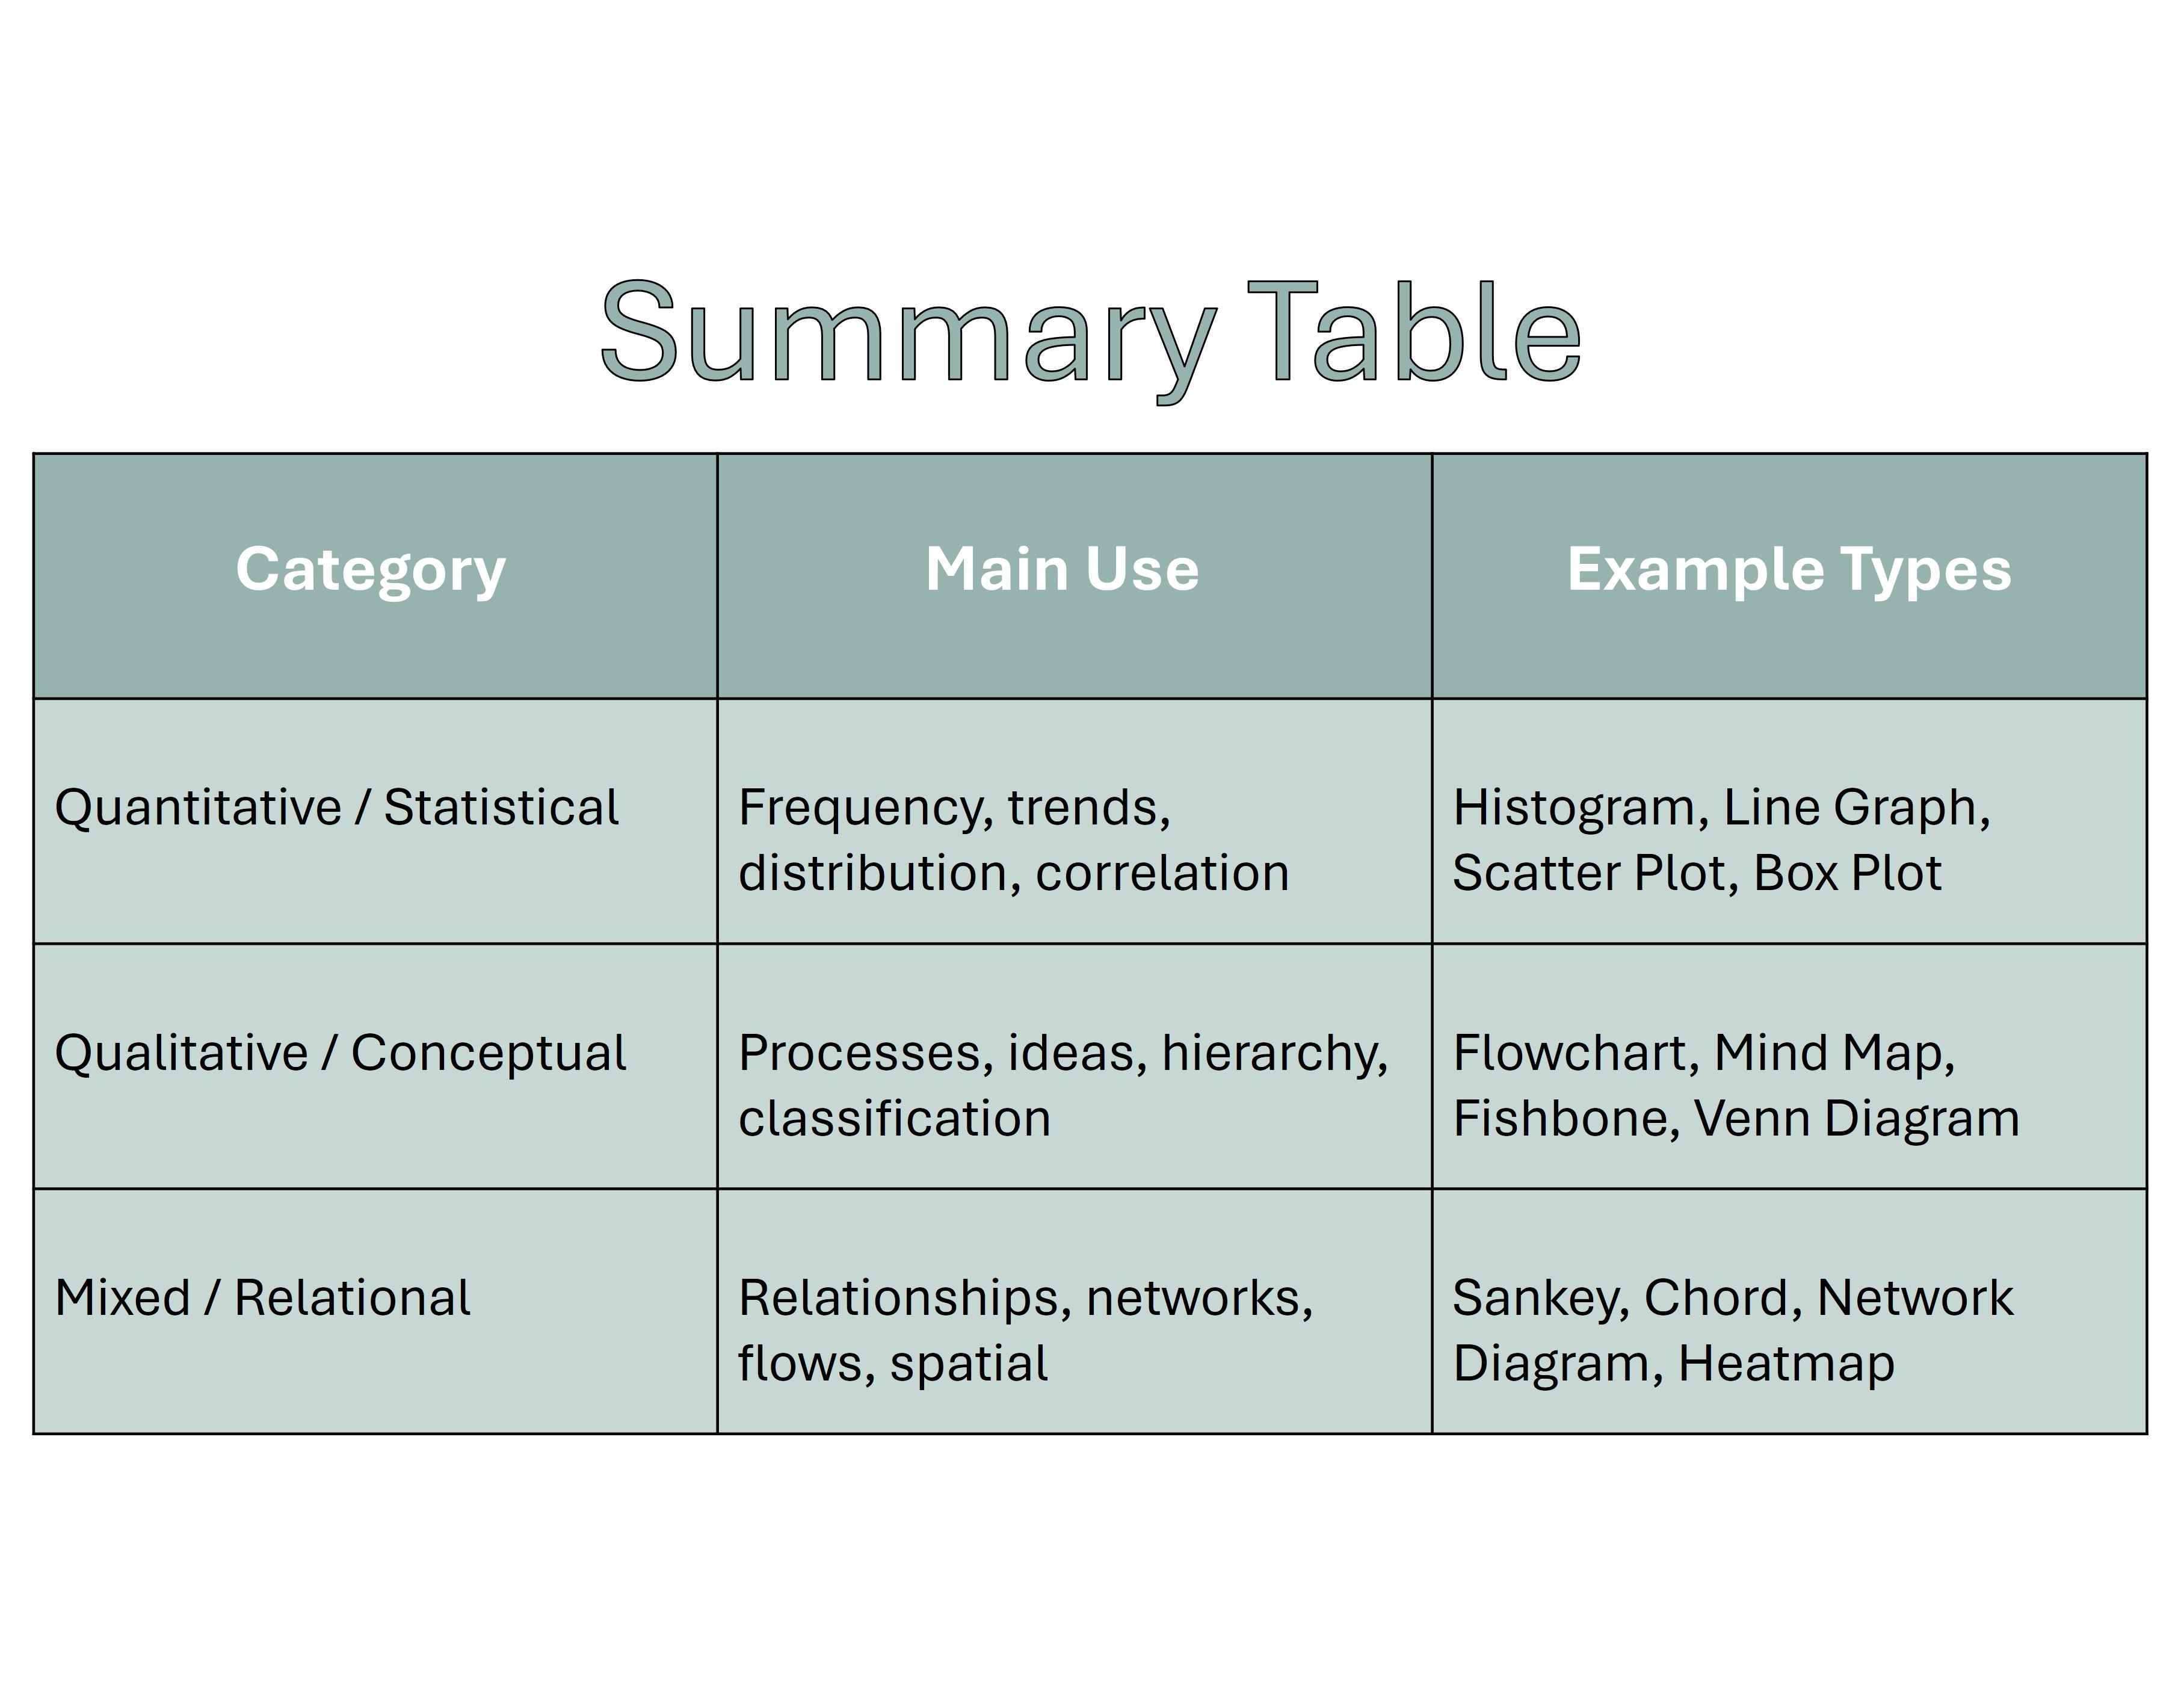 Summary Table
Category
Main Use
Example Types
Quantitative / Statistical
Frequency, trends,
distribution, correlation
Histogram, Line Graph,
Scatter Plot, Box Plot
Qualitative / Conceptual
Processes, ideas, hierarchy,
classification
Flowchart, Mind Map,
Fishbone, Venn Diagram
Mixed / Relational
Relationships, networks,
flows, spatial
Sankey, Chord, Network
Diagram, Heatmap